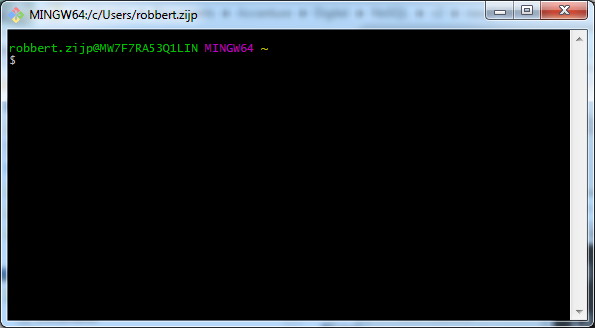 MINGW64:/c/Users/robbert.zijp
robbert.zijp@MW7F7RA53Q1LIN MINGW64 ~
$